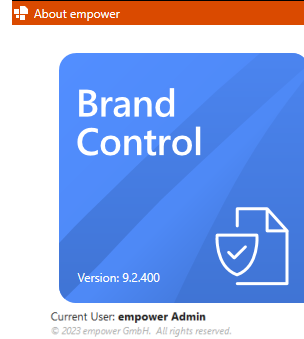 About empower
Brand
Control
Version: 9.2.400
Current User: empower Admin
© 2023 empower GmbH. All rights reserved.